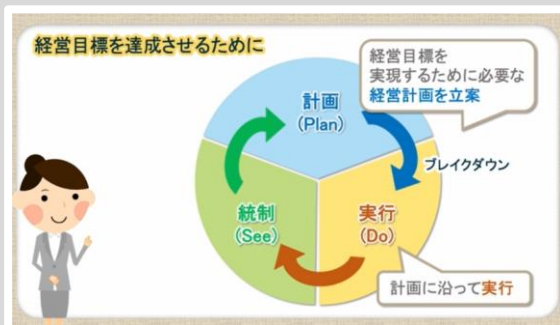 経営目標を達成させるために
経営目標を
実現するために必要な
経営計画を立案
計画
(Plan)
ブレイクダウン
統制
(See)
実行
(Do)
計画に沿って実行